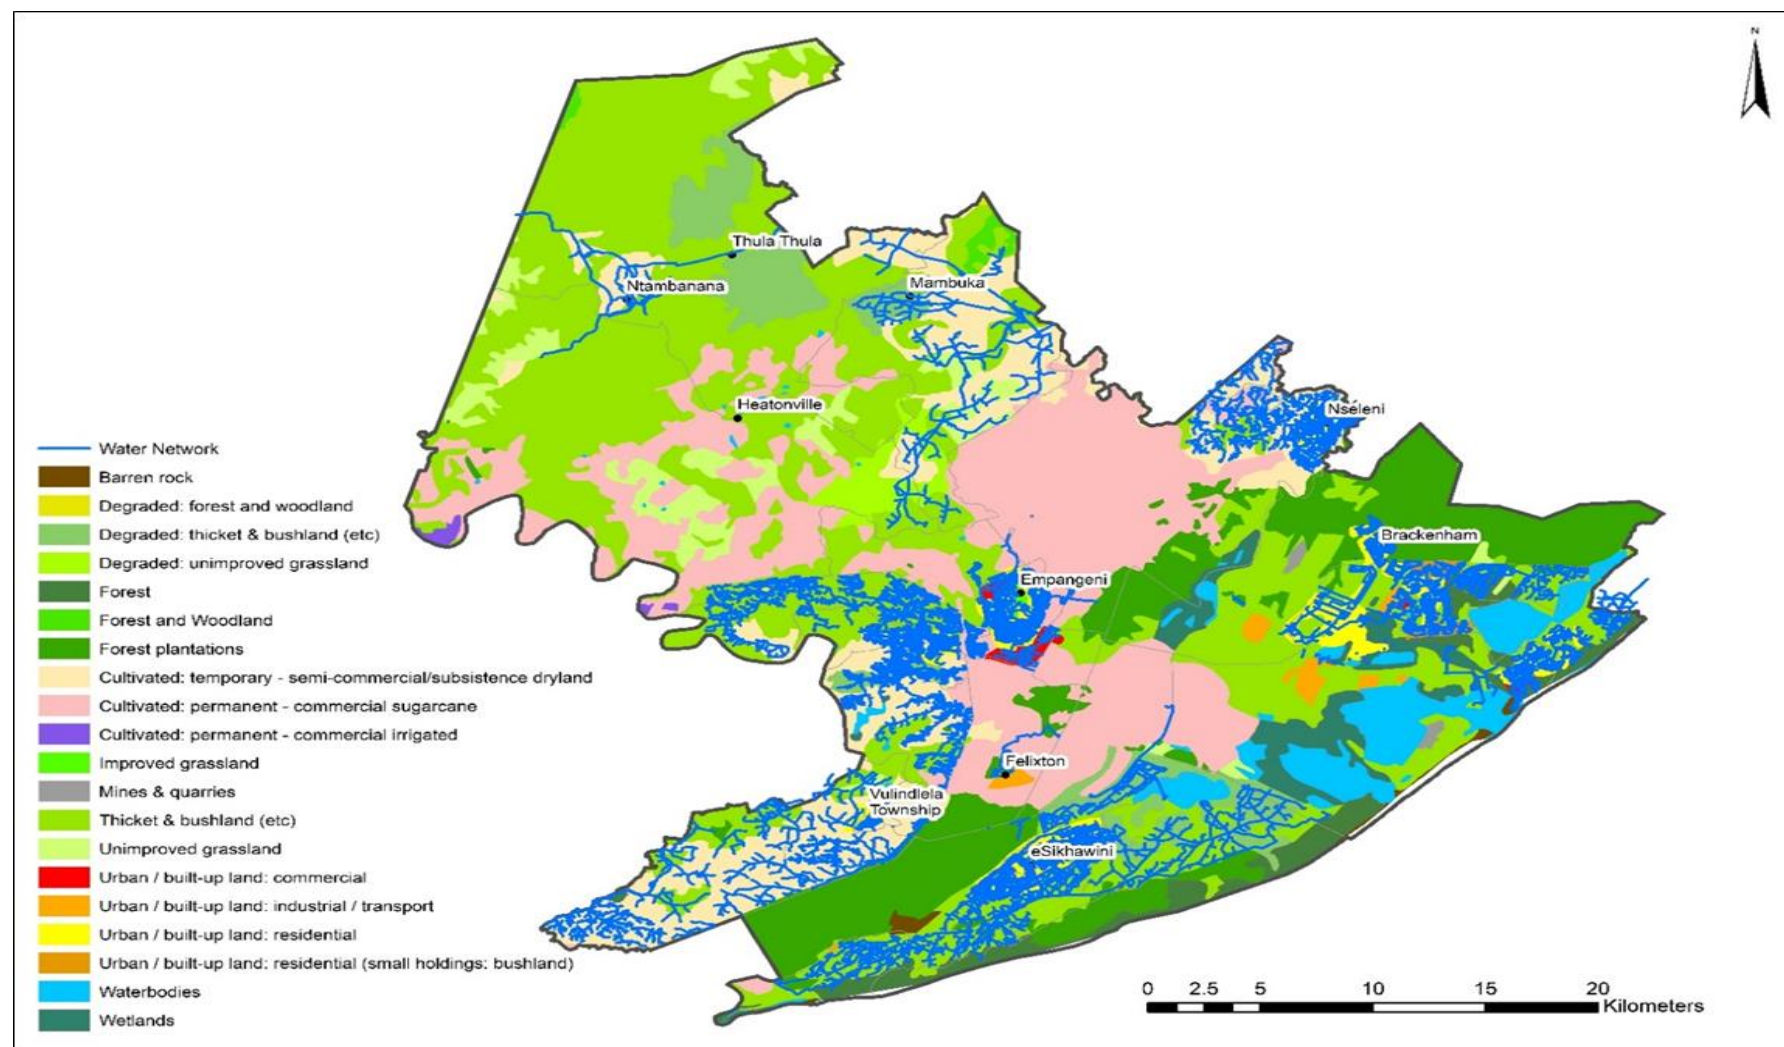 N
Thula Thula
Ntambanana
Mambuka
Heatonville
Nseleni
Brackenham
Empangeni
Felixton
Vulindlela
Township
eSikhawini
Water Network
Barren rock
Degraded: forest and woodland
Degraded: thicket & bushland (etc)
Degraded: unimproved grassland
Forest
Forest and Woodland
Forest plantations
Cultivated: temporary - semi-commercial/subsistence dryland
Cultivated: permanent - commercial sugarcane
Cultivated: permanent - commercial irrigated
Improved grassland
Mines & quarries
Thicket & bushland (etc)
Unimproved grassland
Urban / built-up land: commercial
Urban / built-up land: industrial / transport
Urban / built-up land: residential
Urban / built-up land: residential (small holdings: bushland)
Waterbodies
Wetlands
0 2.5 5 10 15 20
Kilometers